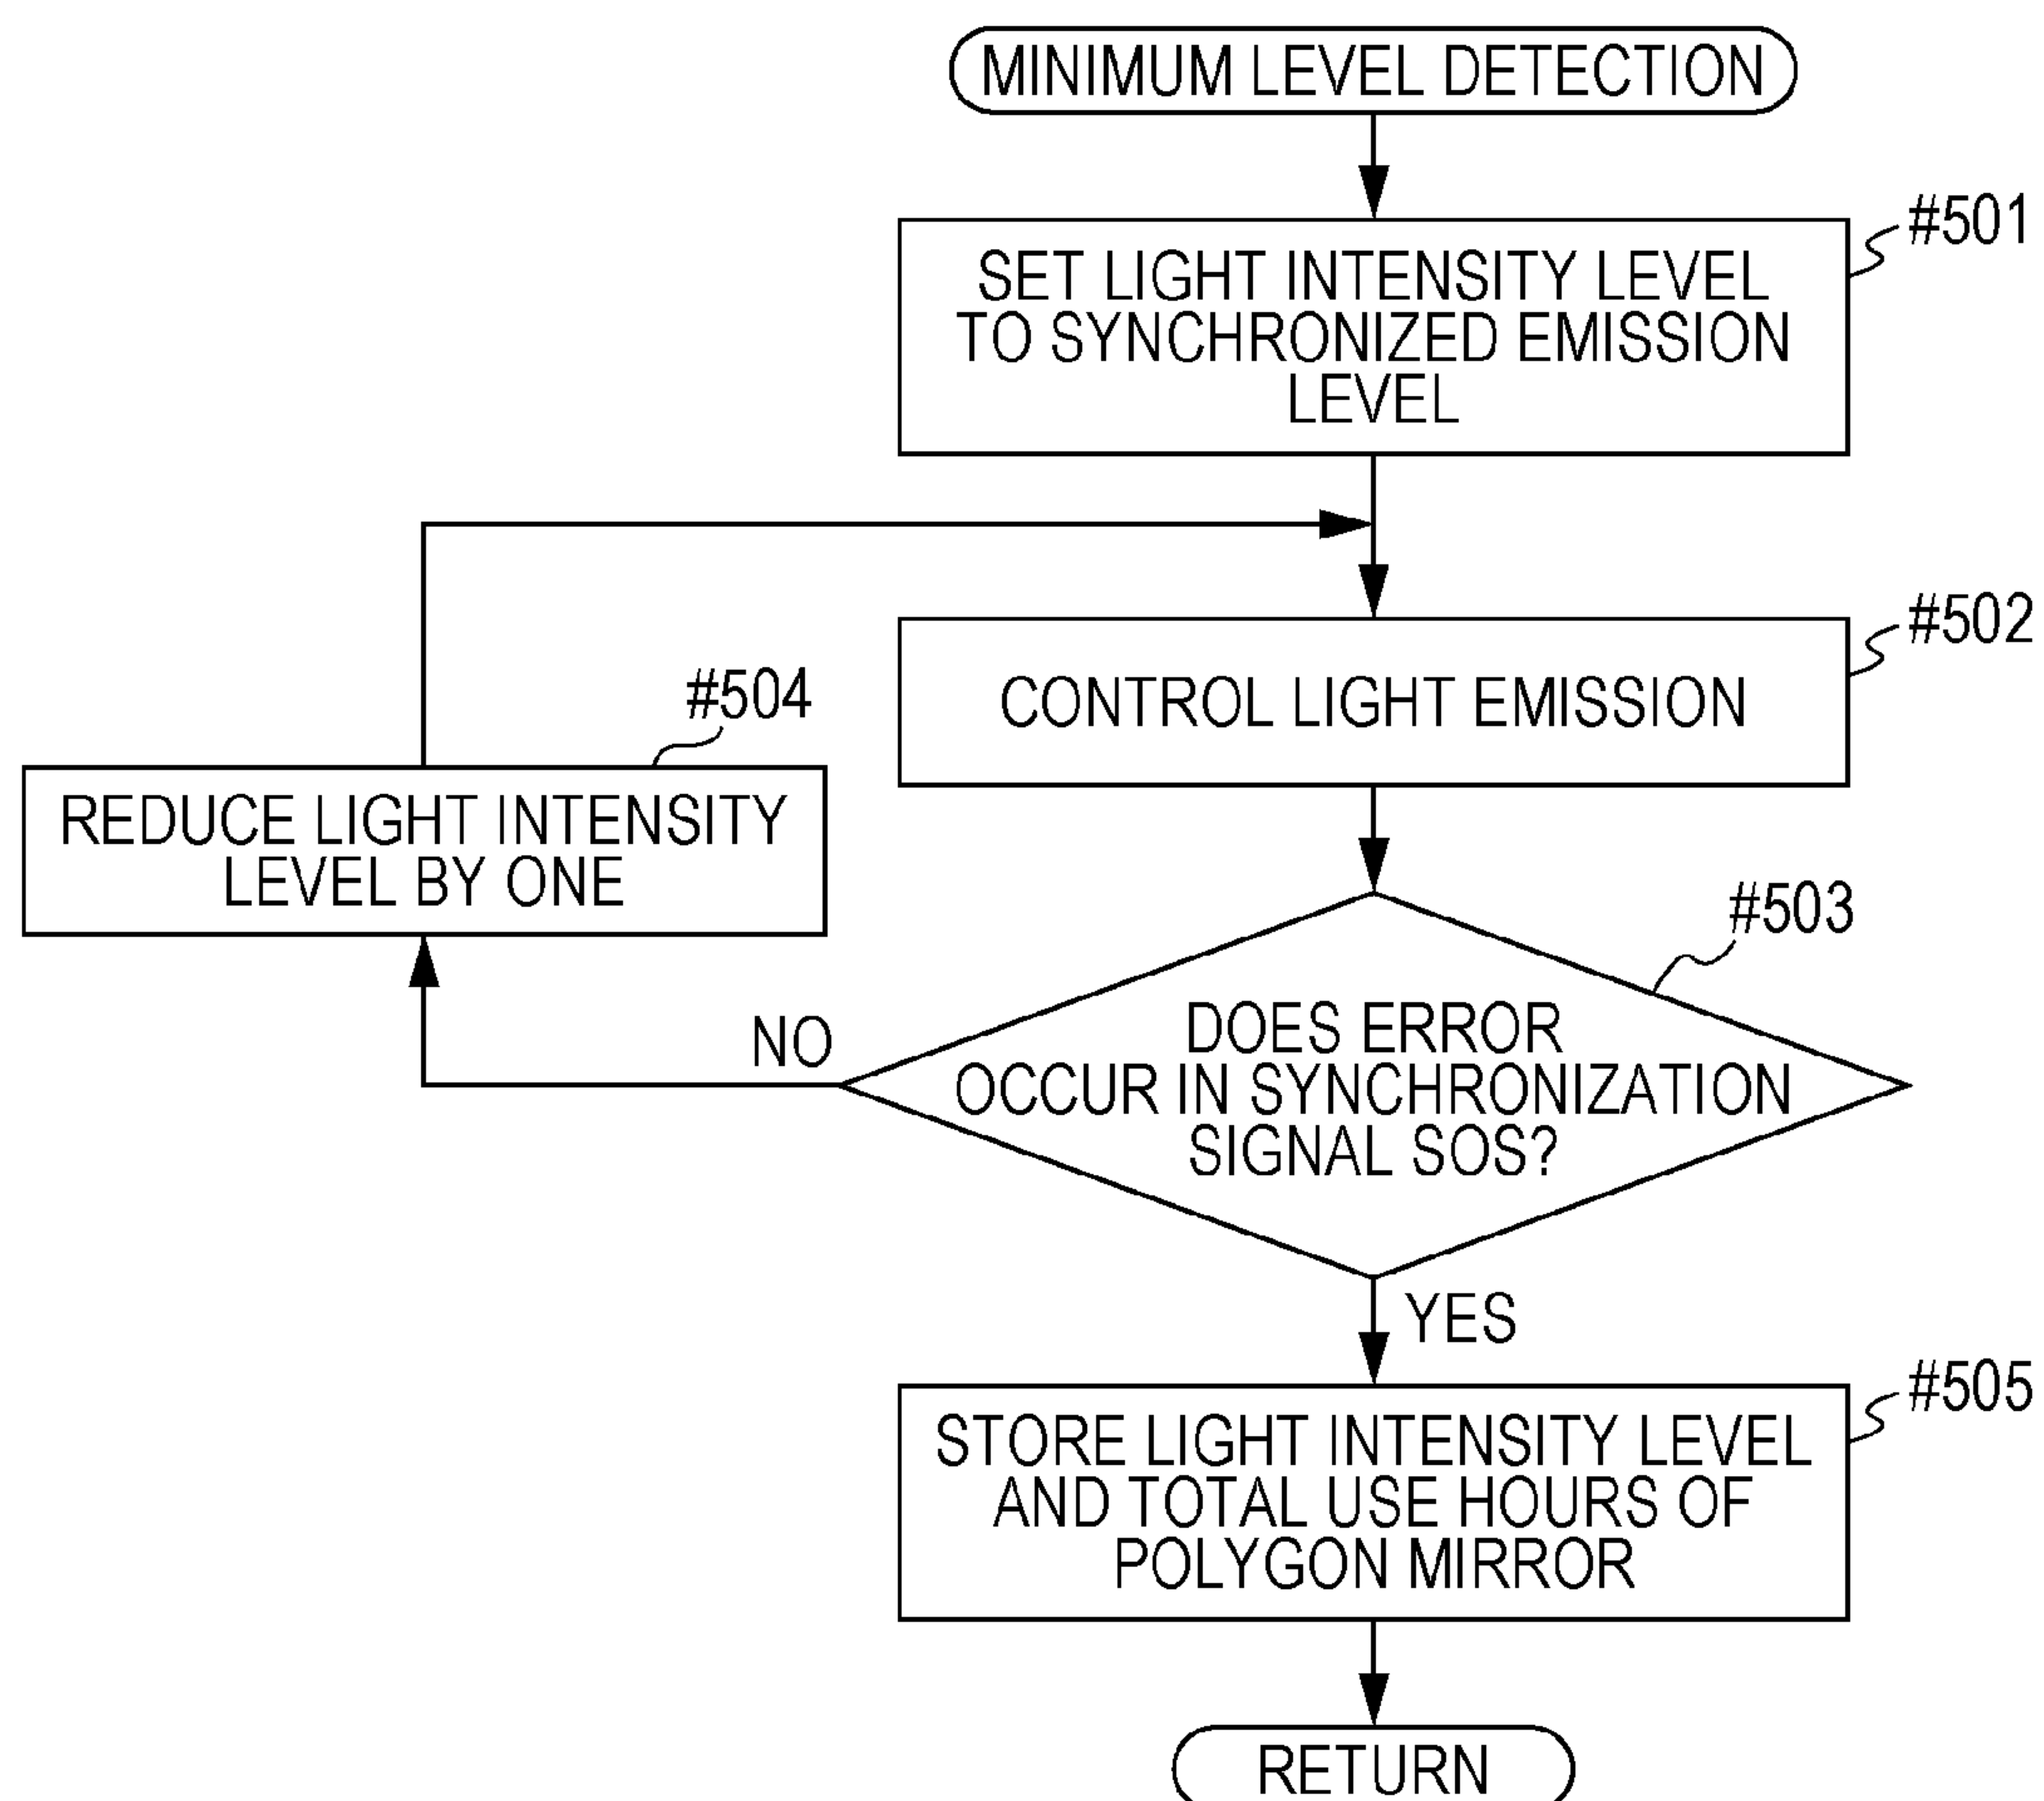 MINIMUM LEVEL DETECTION
#501
SET LIGHT INTENSITY LEVEL
TO SYNCHRONIZED EMISSION
LEVEL
#502
CONTROL LIGHT EMISSION
#504
REDUCE LIGHT INTENSITY
LEVEL BY ONE
#503
DOES ERROR
OCCUR IN SYNCHRONIZATION
SIGNAL SOS?
NO
YES
#505
STORE LIGHT INTENSITY LEVEL
AND TOTAL USE HOURS OF
POLYGON MIRROR
RETURN